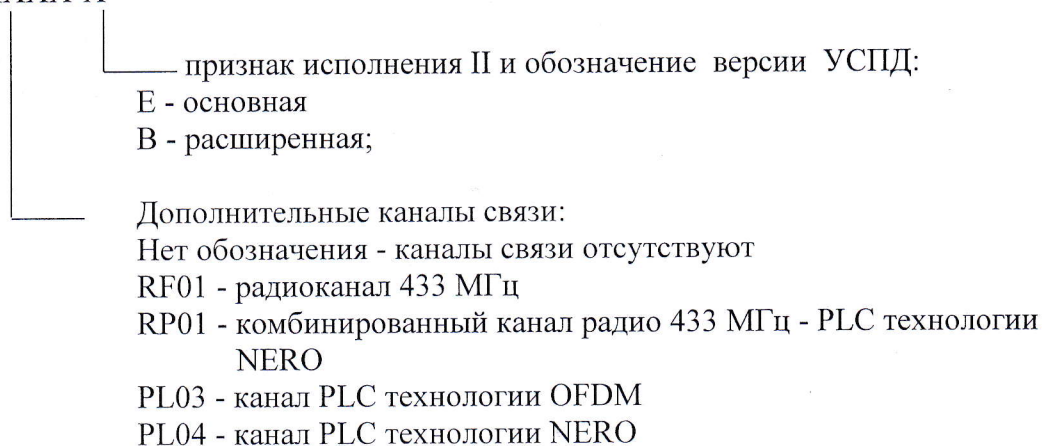 признак исполнения II и обозначение версии УСПД:
Е - основная
В - расширенная;
Дополнительные каналы связи:
Нет обозначения - каналы связи отсутствуют
RF01 - радиоканал 433 МГц
RP01 - комбинированный канал радио 433 МГц - PLC технологии
NERO
PL03 - канал PLC технологии OFDM
PL04 - канал PLC технологии NERO